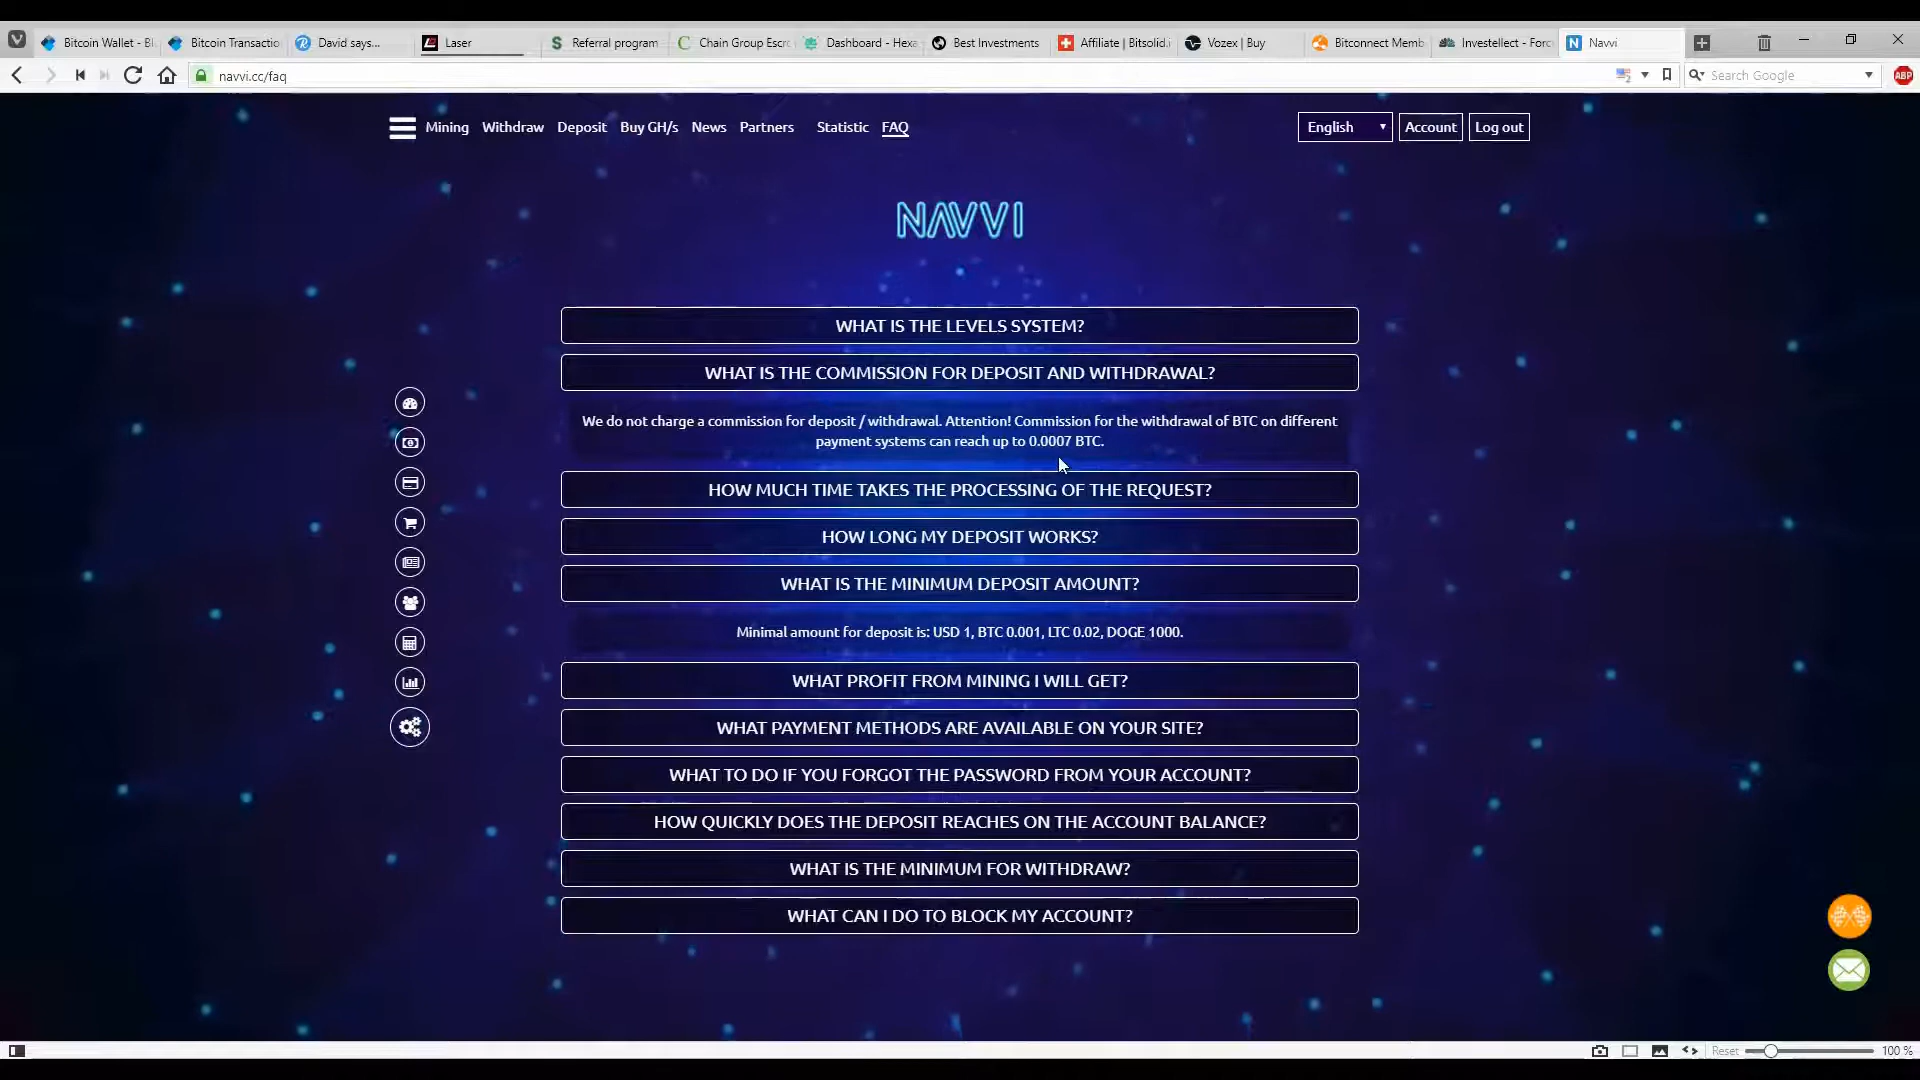 Bitcoin Wallet - Bl
Bitcoin Transactio
David says...
Laser
Referral program
Chain Group Escro
Dashboard - Hexa
Best Investments
Affiliate | Bitsolid.i
Vozex | Buy
Bitconnect Memb
Investellect - Forc
Navvi
navvi.cc/faq
Search Google
ABP
Mining Withdraw Deposit Buy GH/s News Partners Statistic FAQ
English Account Log out
NAVVI
WHAT IS THE LEVELS SYSTEM?
WHAT IS THE COMMISSION FOR DEPOSIT AND WITHDRAWAL?
We do not charge a commission for deposit / withdrawal. Attention! Commission for the withdrawal of BTC on different
payment systems can reach up to 0.0007 BTC.
HOW MUCH TIME TAKES THE PROCESSING OF THE REQUEST?
HOW LONG MY DEPOSIT WORKS?
WHAT IS THE MINIMUM DEPOSIT AMOUNT?
Minimal amount for deposit is: USD 1, BTC 0.001, LTC 0.02, DOGE 1000.
WHAT PROFIT FROM MINING I WILL GET?
WHAT PAYMENT METHODS ARE AVAILABLE ON YOUR SITE?
WHAT TO DO IF YOU FORGOT THE PASSWORD FROM YOUR ACCOUNT?
HOW QUICKLY DOES THE DEPOSIT REACHES ON THE ACCOUNT BALANCE?
WHAT IS THE MINIMUM FOR WITHDRAW?
WHAT CAN I DO TO BLOCK MY ACCOUNT?
Reset 100 %